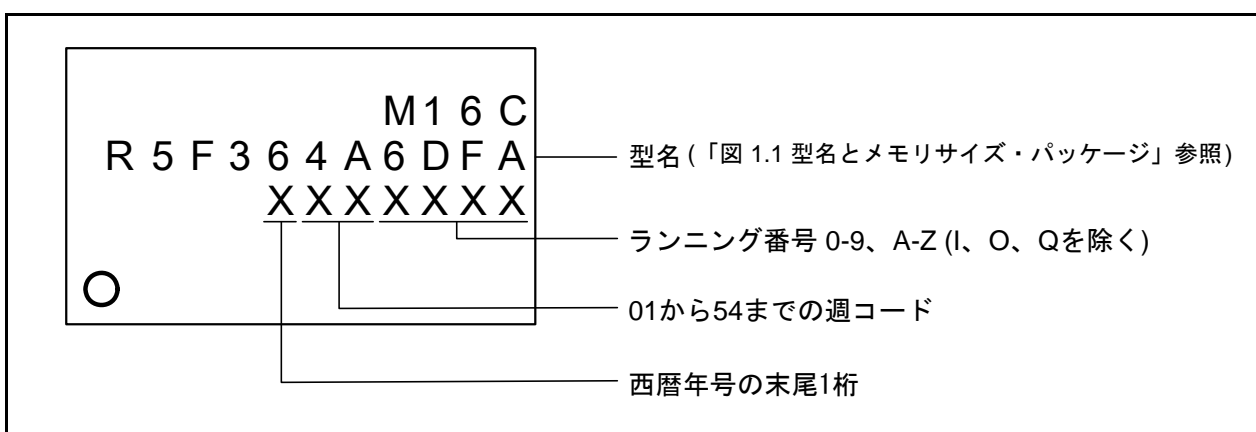 M16C
R5F364A6DFA
型名 (「図 1.1 型名とメモリサイズ・パッケージ」参照)
XXXXXXX
ランニング番号 0-9、A-Z (I、O、Qを除く)
01から54までの週コード
西暦年号の末尾1桁